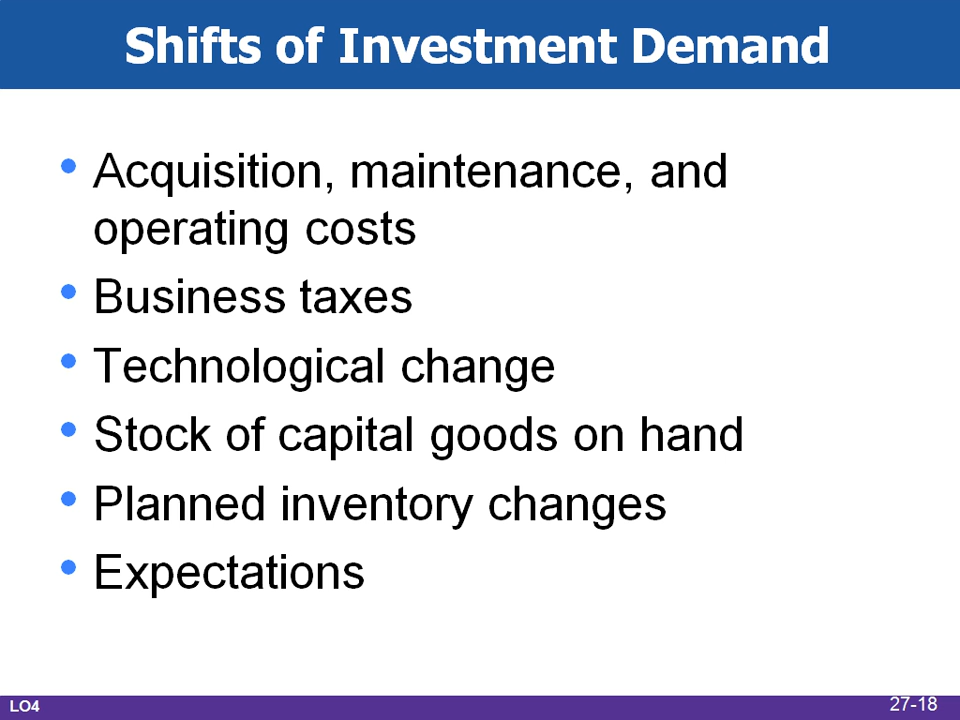 Shifts of Investment Demand
• Acquisition, maintenance, and
operating costs
• Business taxes
• Technological change
• Stock of capital goods on hand
• Planned inventory changes
• Expectations
LO4
27-18